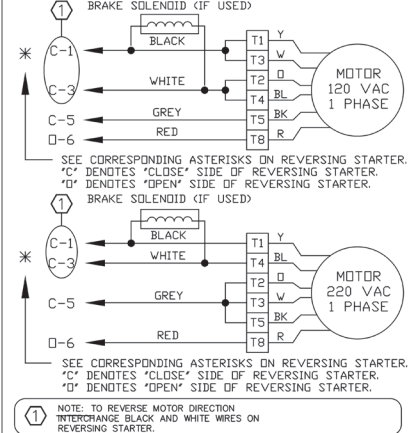 1 BRAKE SOLENOID (IF USED)
BLACK
T1 Y
* C-1
T3 W
WHITE
T2 O
MOTOR
120 VAC
1 PHASE
C-3
T4 BL
GREY
C-5
T5 BK
RED
O-6
T8 R
SEE CORRESPONDING ASTERISKS ON REVERSING STARTER.
"C" DENOTES "CLOSE" SIDE OF REVERSING STARTER.
"O" DENOTES "OPEN" SIDE OF REVERSING STARTER.
1 BRAKE SOLENOID (IF USED)
BLACK
C-1
T1 Y
WHITE
* C-3
T4 BL
T2 O
MOTOR
220 VAC
1 PHASE
GREY
C-5
T3 W
T5 BK
RED
O-6
T8 R
SEE CORRESPONDING ASTERISKS ON REVERSING STARTER.
"C" DENOTES "CLOSE" SIDE OF REVERSING STARTER.
"O" DENOTES "OPEN" SIDE OF REVERSING STARTER.
1 NOTE: TO REVERSE MOTOR DIRECTION
INTERCHANGE BLACK AND WHITE WIRES ON
REVERSING STARTER.